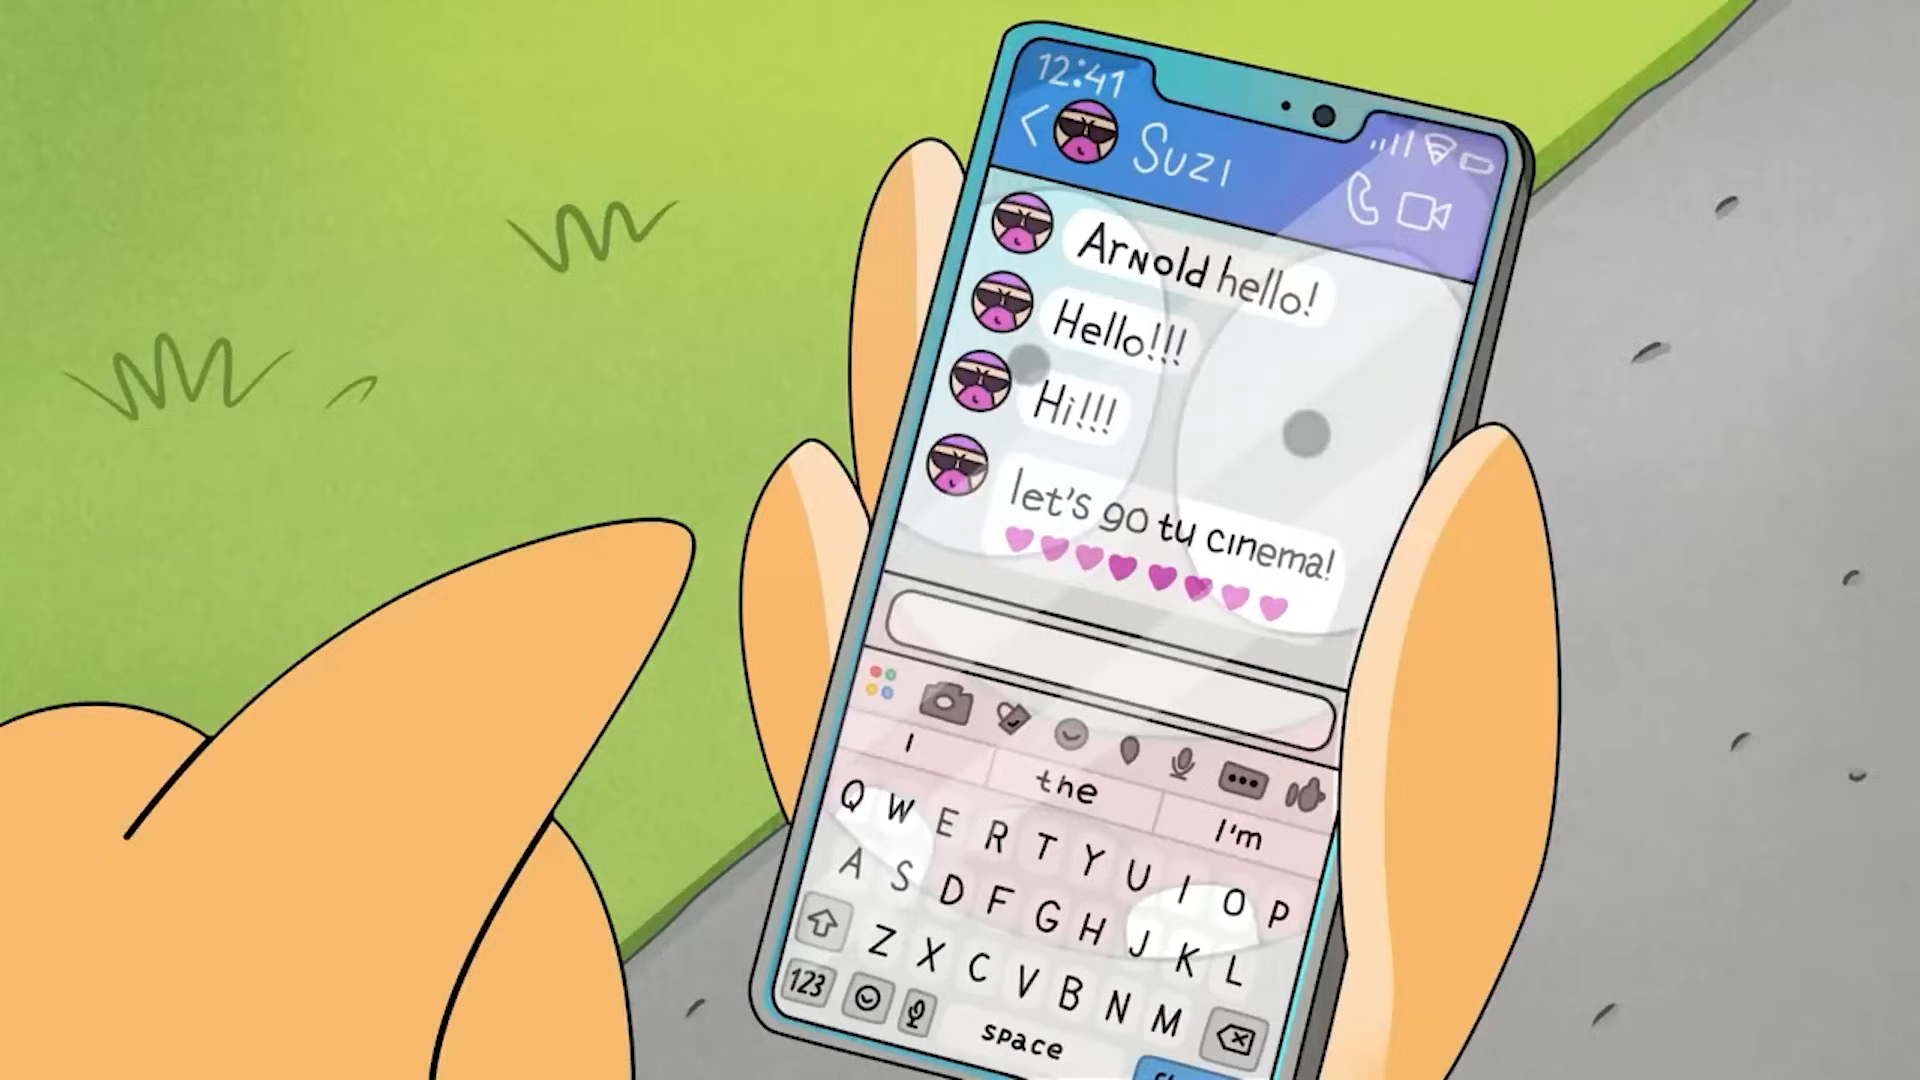 12:41
Suzi
Arnold hello!
Hello!!!
Hi!!!
let's go tu cinema!
I
the
I'm
Q W E R T Y U I O P
A S D F G H J K L
Z X C V B N M
123
space